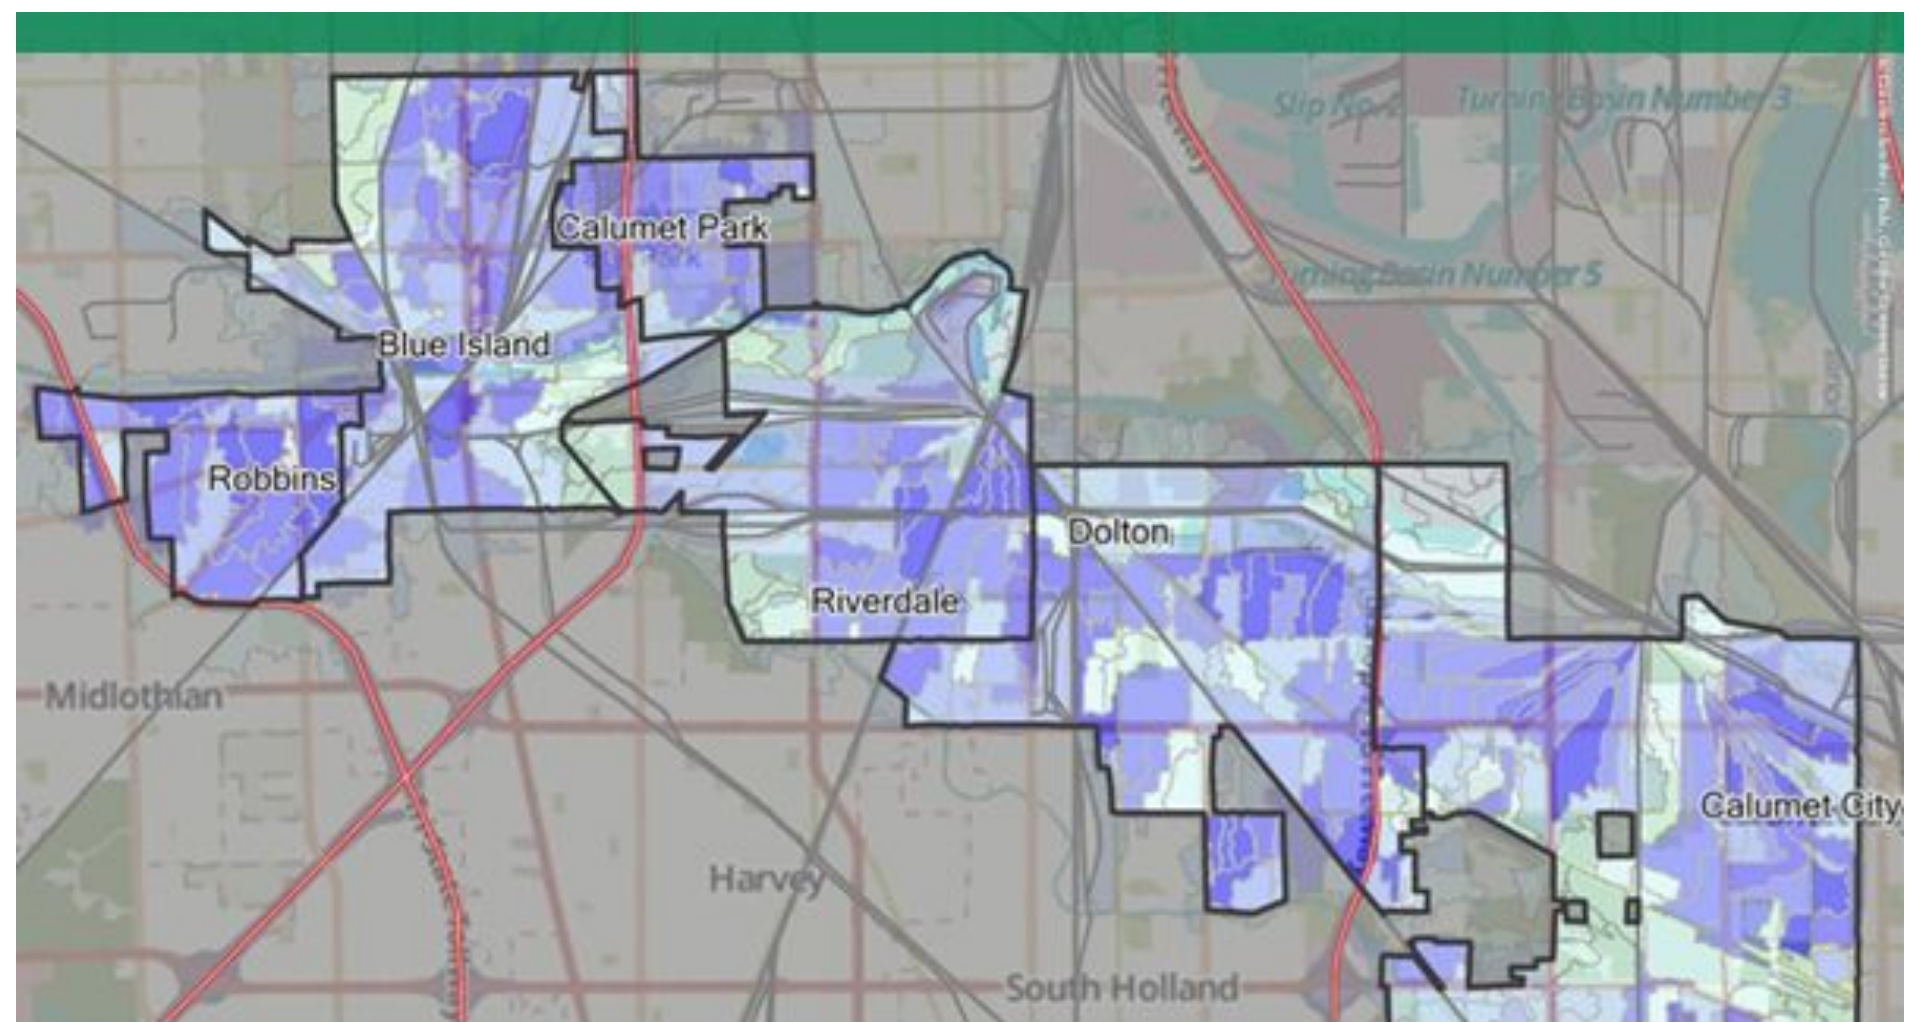 Slip No.
Turning Basin Number 3
Calumet Park
Turning Basin Number 5
Blue Island
Robbins
Dolton
Riverdale
Midlothian
Calumet City
Harvey
South Holland